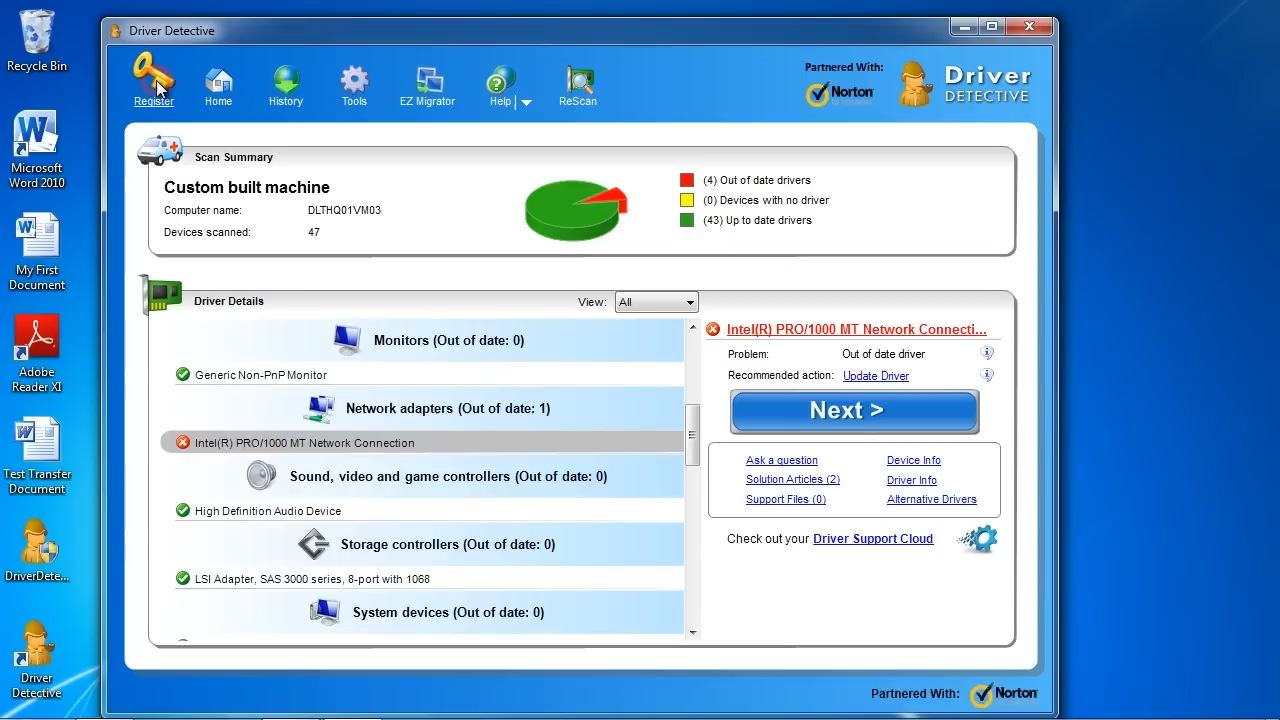 Recycle Bin
Microsoft
Word 2010
My First
Document
Adobe
Reader XI
Test Transfer
Document
DriverDete...
Driver
Detective
Driver Detective
Register
Home
History
Tools
EZ Migrator
Help
ReScan
Partnered With:
Norton
Driver
DETECTIVE
Scan Summary
Custom built machine
Computer name: DLTHQ01VM03
Devices scanned: 47
(4) Out of date drivers
(0) Devices with no driver
(43) Up to date drivers
Driver Details
View: All
Monitors (Out of date: 0)
Generic Non-PnP Monitor
Network adapters (Out of date: 1)
Intel(R) PRO/1000 MT Network Connection
Sound, video and game controllers (Out of date: 0)
High Definition Audio Device
Storage controllers (Out of date: 0)
LSI Adapter, SAS 3000 series, 8-port with 1068
System devices (Out of date: 0)
Intel(R) PRO/1000 MT Network Connecti...
Problem: Out of date driver
Recommended action: Update Driver
Next >
Ask a question Device Info
Solution Articles (2) Driver Info
Support Files (0) Alternative Drivers
Check out your Driver Support Cloud
Partnered With: Norton